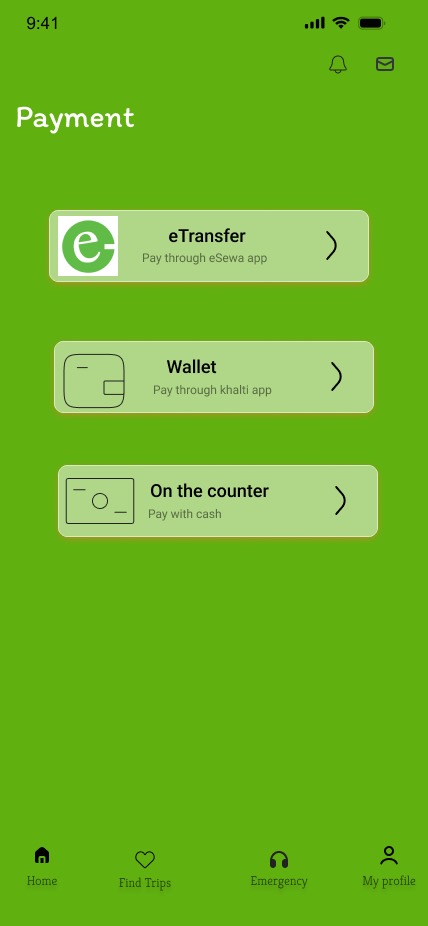 9:41
Payment
e
eTransfer
Pay through eSewa app
Wallet
Pay through khalti app
On the counter
Pay with cash
Home
Find Trips
Emergency
My profile